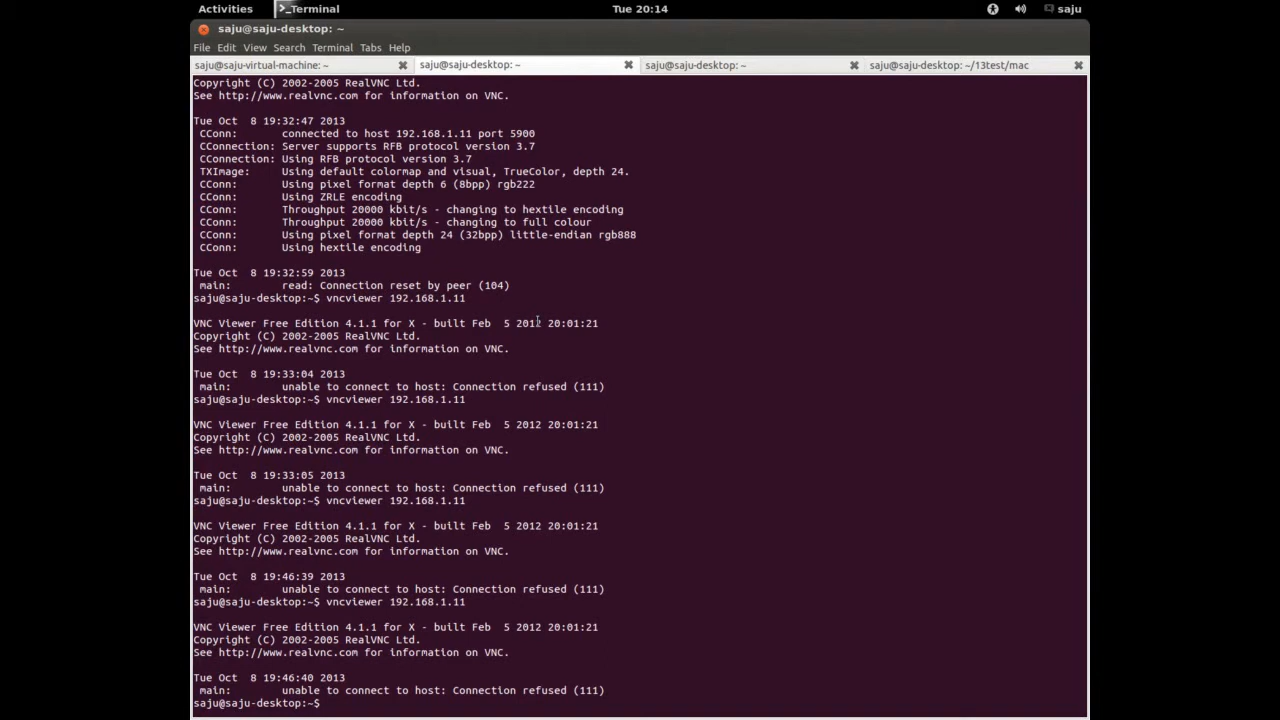 Activities Terminal Tue 20:14 saju
saju@saju-desktop: ~
File Edit View Search Terminal Tabs Help
saju@saju-virtual-machine: ~ saju@saju-desktop: ~ saju@saju-desktop: ~ saju@saju-desktop: ~/13test/mac
Copyright (C) 2002-2005 RealVNC Ltd.
See http://www.realvnc.com for information on VNC.
Tue Oct  8 19:32:47 2013
CConn: connected to host 192.168.1.11 port 5900
CConnection: Server supports RFB protocol version 3.7
CConnection: Using RFB protocol version 3.7
TXImage: Using default colormap and visual, TrueColor, depth 24.
CConn: Using pixel format depth 6 (8bpp) rgb222
CConn: Using ZRLE encoding
CConn: Throughput 20000 kbit/s - changing to hextile encoding
CConn: Throughput 20000 kbit/s - changing to full colour
CConn: Using pixel format depth 24 (32bpp) little-endian rgb888
CConn: Using hextile encoding
Tue Oct  8 19:32:59 2013
main: read: Connection reset by peer (104)
saju@saju-desktop:~$ vncviewer 192.168.1.11
VNC Viewer Free Edition 4.1.1 for X - built Feb  5 2012 20:01:21
Copyright (C) 2002-2005 RealVNC Ltd.
See http://www.realvnc.com for information on VNC.
Tue Oct  8 19:33:04 2013
main: unable to connect to host: Connection refused (111)
saju@saju-desktop:~$ vncviewer 192.168.1.11
VNC Viewer Free Edition 4.1.1 for X - built Feb  5 2012 20:01:21
Copyright (C) 2002-2005 RealVNC Ltd.
See http://www.realvnc.com for information on VNC.
Tue Oct  8 19:33:05 2013
main: unable to connect to host: Connection refused (111)
saju@saju-desktop:~$ vncviewer 192.168.1.11
VNC Viewer Free Edition 4.1.1 for X - built Feb  5 2012 20:01:21
Copyright (C) 2002-2005 RealVNC Ltd.
See http://www.realvnc.com for information on VNC.
Tue Oct  8 19:46:39 2013
main: unable to connect to host: Connection refused (111)
saju@saju-desktop:~$ vncviewer 192.168.1.11
VNC Viewer Free Edition 4.1.1 for X - built Feb  5 2012 20:01:21
Copyright (C) 2002-2005 RealVNC Ltd.
See http://www.realvnc.com for information on VNC.
Tue Oct  8 19:46:40 2013
main: unable to connect to host: Connection refused (111)
saju@saju-desktop:~$